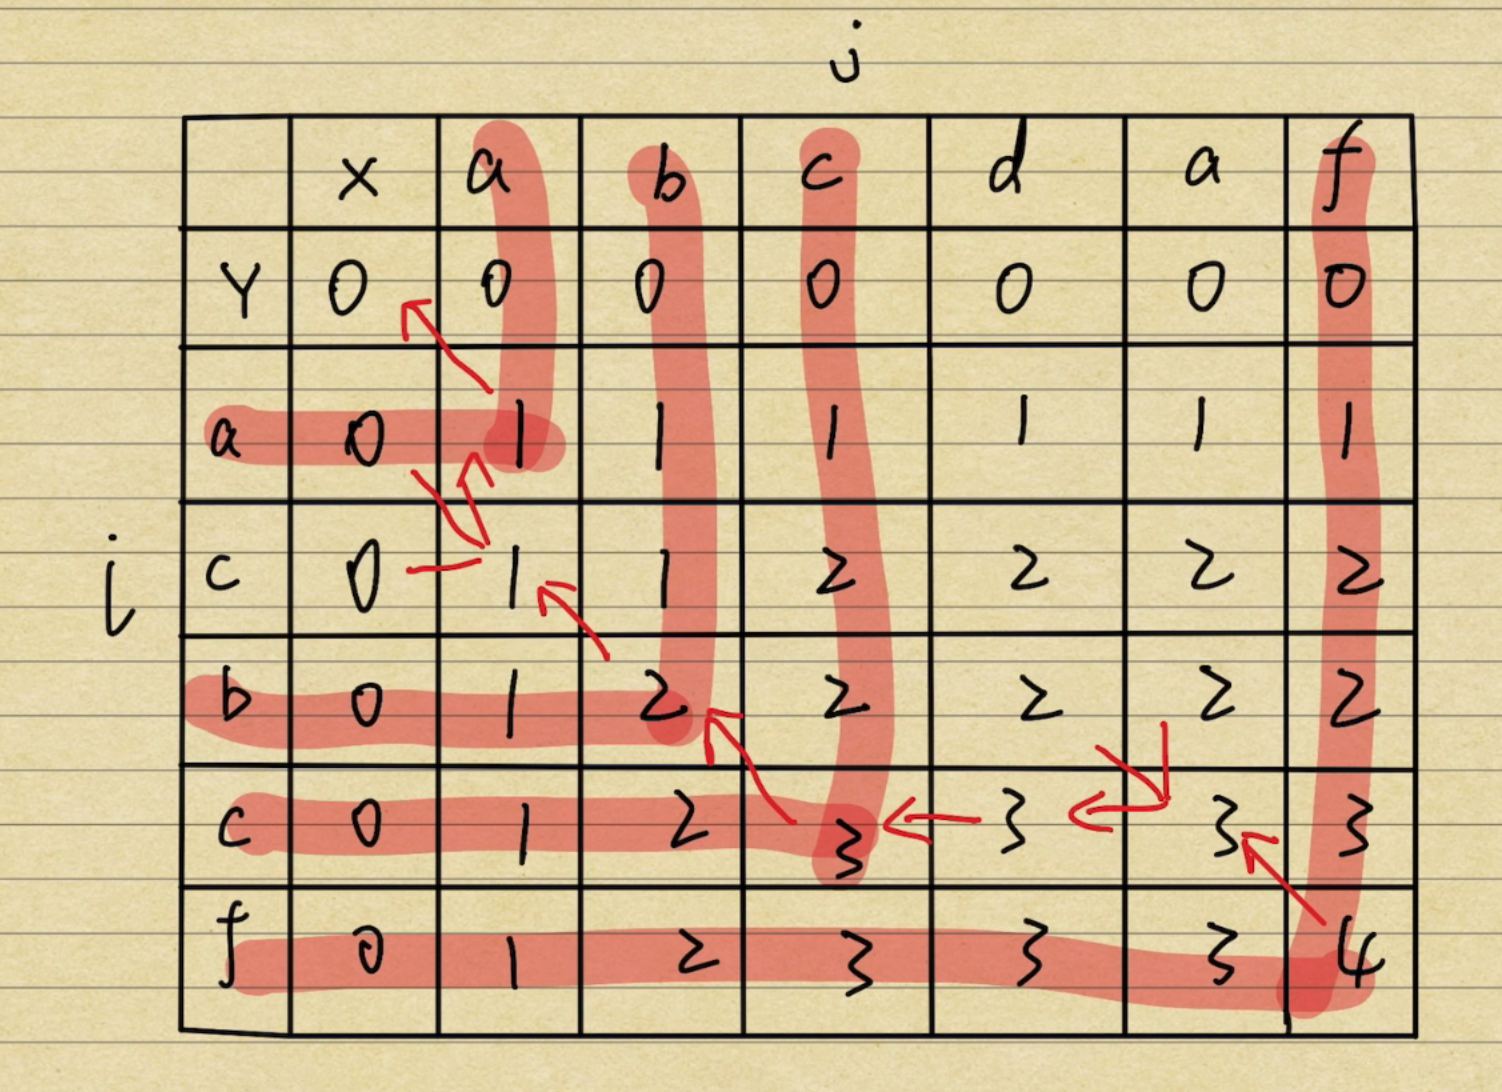 j
x a b c d a f
Y 0 0 0 0 0 0 0
a 0 1 1 1 1 1 1
i
c 0 1 1 2 2 2 2
b 0 1 2 2 2 2 2
c 0 1 2 3 3 3 3
f 0 1 2 3 3 3 4